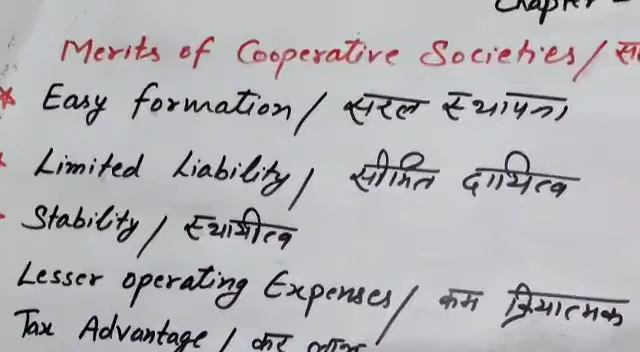 Chapter
Merits of Cooperative Societies /
Easy formation / सरल स्थापना
Limited Liability / सीमित दायित्व
Stability / स्थायीत्व
Lesser operating Expenses / कम क्रियात्मक
Tax Advantage / कर लाभ